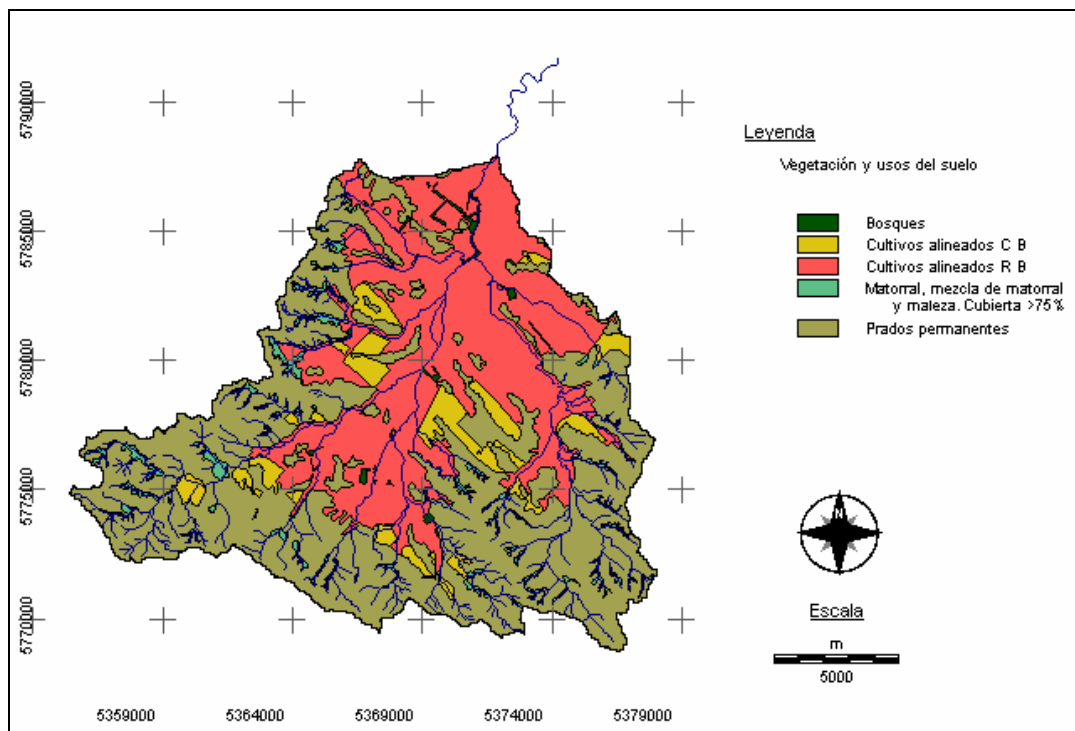 5790000
5785000
5780000
5775000
5770000
5359000
5364000
5369000
5374000
5379000
Leyenda
Vegetación y usos del suelo
Bosques
Cultivos alineados C B
Cultivos alineados R B
Matorral, mezcla de matorral
y maleza. Cubierta >75%
Prados permanentes
Escala
m
5000